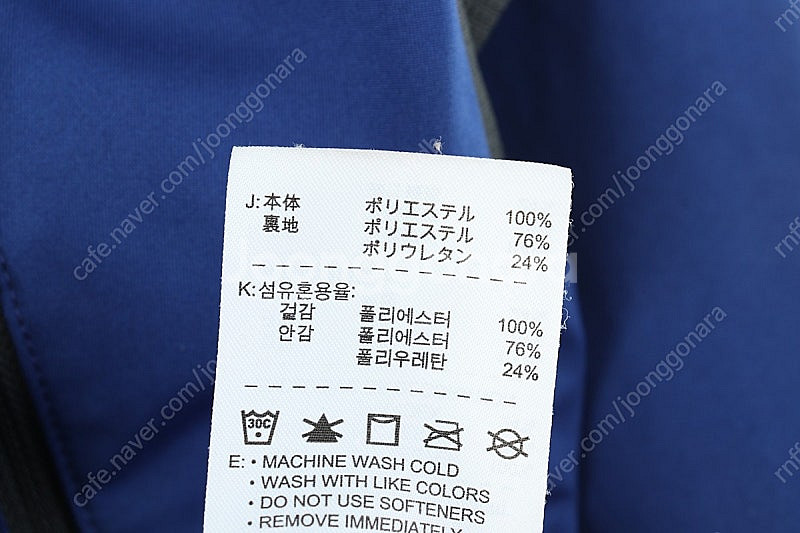 J:本体 ポリエステル 100%
裏地 ポリエステル 76%
ポリウレタン 24%
K:섬유혼용율:
겉감 폴리에스터 100%
안감 폴리에스터 76%
폴리우레탄 24%
30C
E: • MACHINE WASH COLD
• WASH WITH LIKE COLORS
• DO NOT USE SOFTENERS
• REMOVE IMMEDIATELY
cafe.naver.com/joonggonara
cafe.naver.com/joonggonara
cafe.naver.com/joonggonara
cafe.naver.com/joonggonara